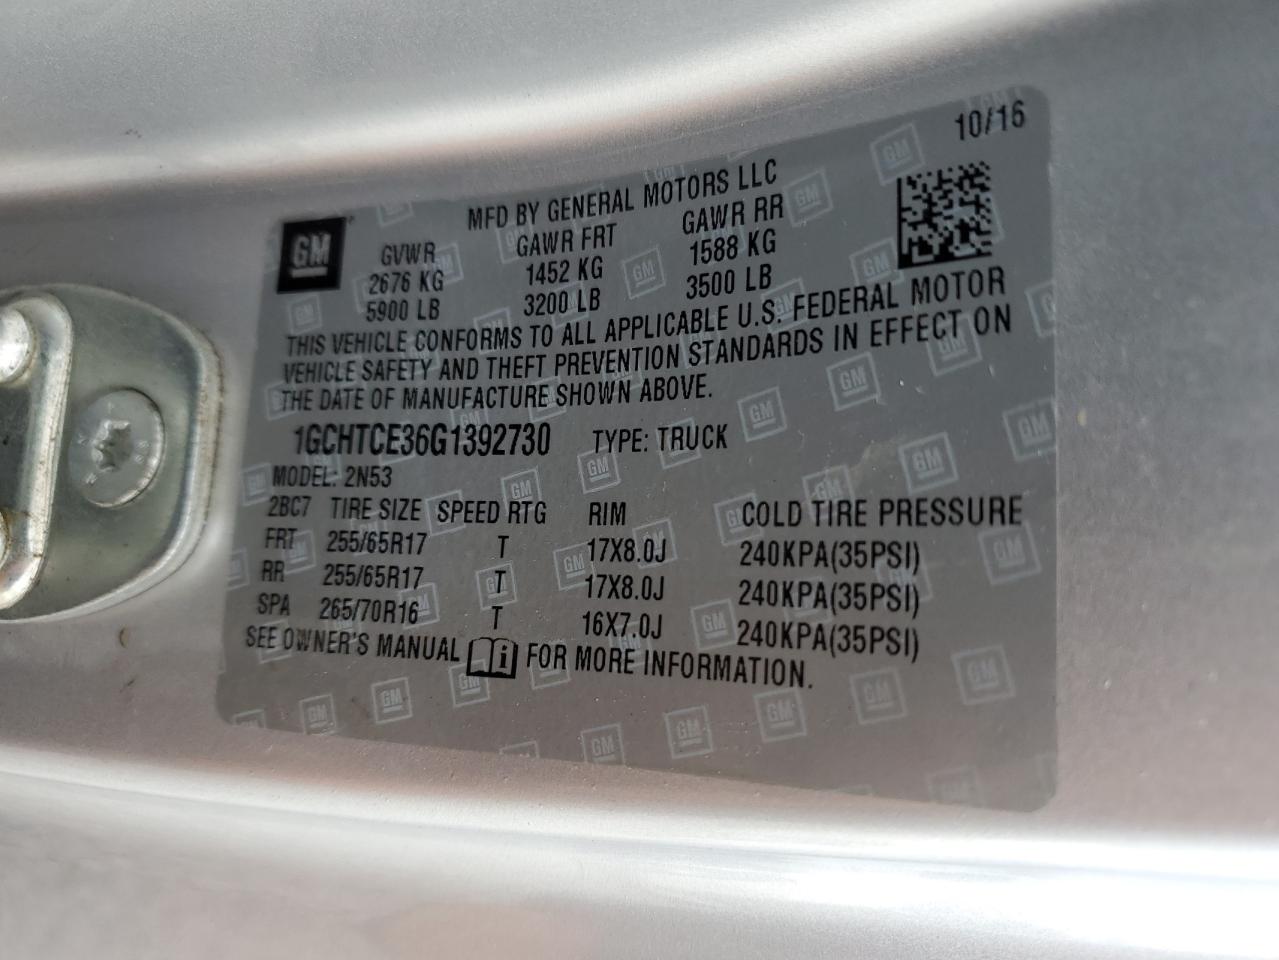 10/16
MFD BY GENERAL MOTORS LLC
GM
GVWR GAWR FRT GAWR RR
2676 KG 1452 KG 1588 KG
5900 LB 3200 LB 3500 LB
THIS VEHICLE CONFORMS TO ALL APPLICABLE U.S. FEDERAL MOTOR
VEHICLE SAFETY AND THEFT PREVENTION STANDARDS IN EFFECT ON
THE DATE OF MANUFACTURE SHOWN ABOVE.
1GCHTCE36G1392730 TYPE: TRUCK
MODEL: 2N53
2BC7 TIRE SIZE SPEED RTG RIM COLD TIRE PRESSURE
FRT 255/65R17 T 17X8.0J 240KPA(35PSI)
RR 255/65R17 T 17X8.0J 240KPA(35PSI)
SPA 265/70R16 T 16X7.0J 240KPA(35PSI)
SEE OWNER'S MANUAL i FOR MORE INFORMATION.